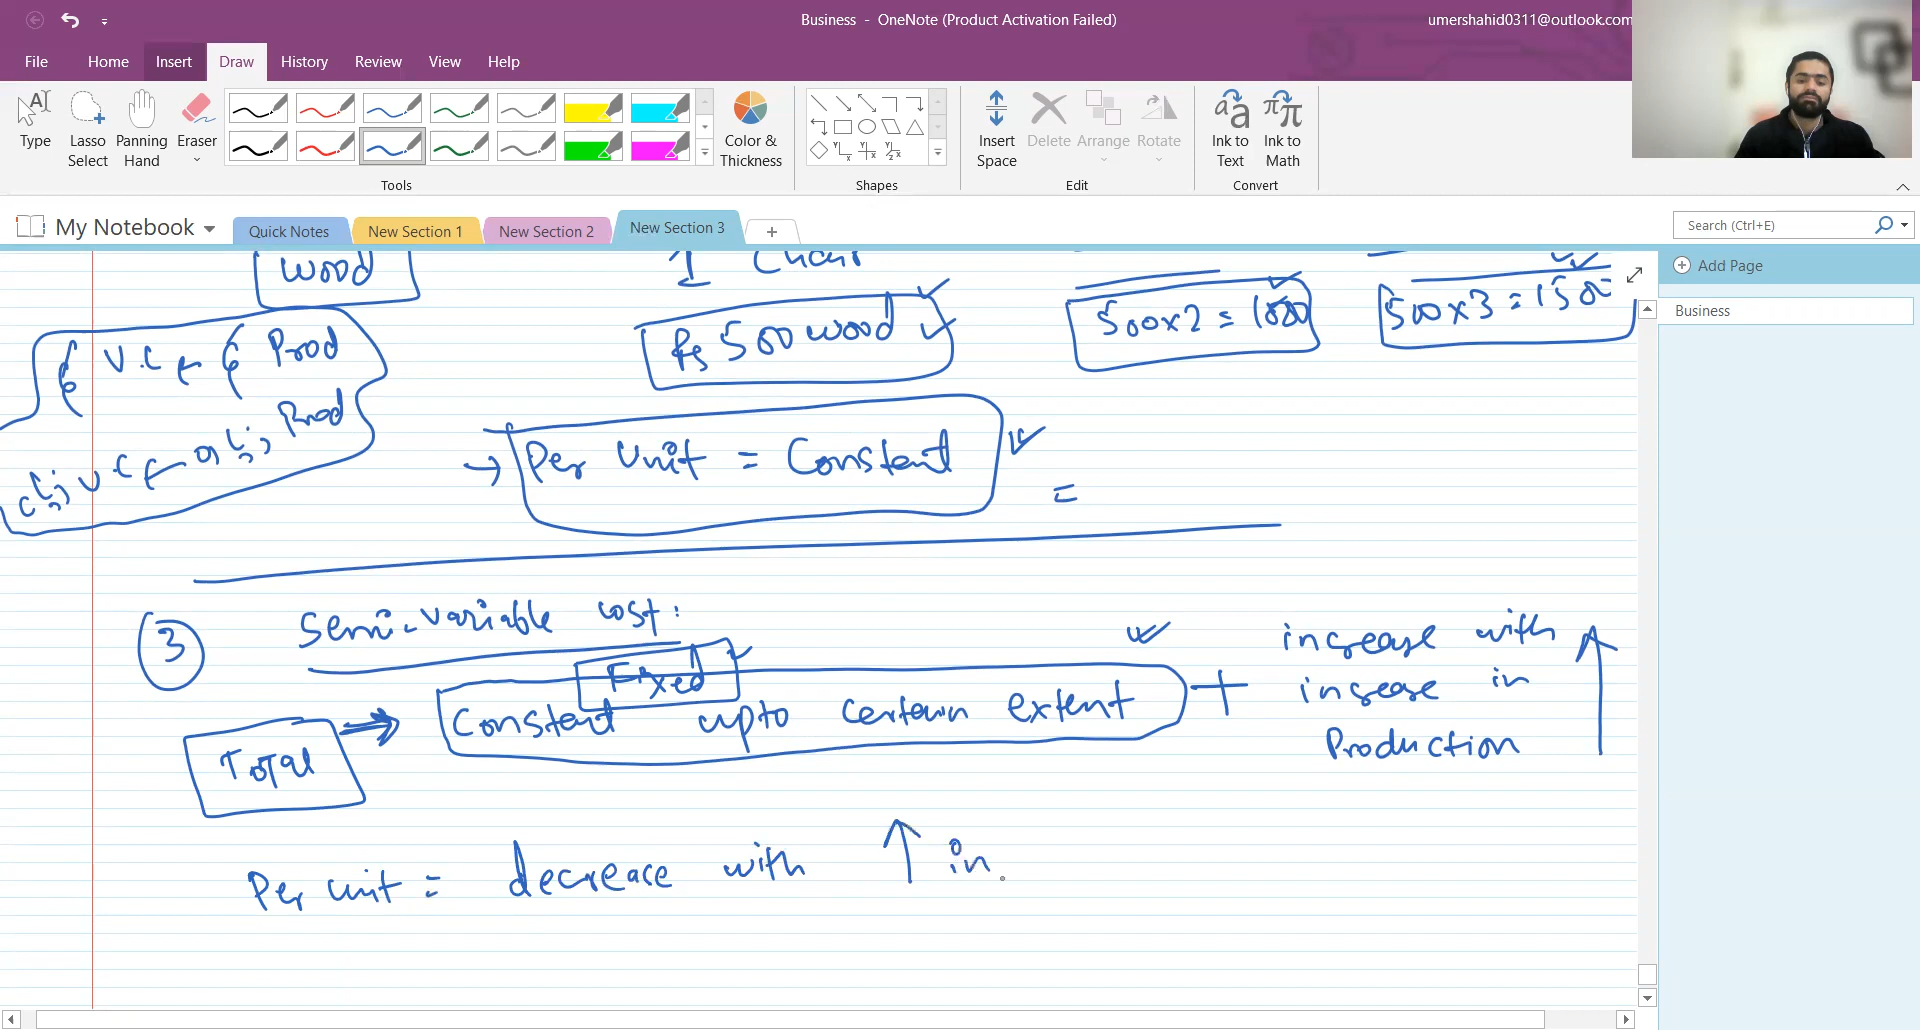 Business - OneNote (Product Activation Failed)
umershahid0311@outlook.com
File Home Insert Draw History Review View Help
Type
Lasso Select
Panning Hand
Eraser
Color & Thickness
Insert Space
Delete
Arrange
Rotate
Ink to Text
Ink to Math
Tools
Shapes
Edit
Convert
My Notebook
Quick Notes
New Section 1
New Section 2
New Section 3
Search (Ctrl+E)
Add Page
Business
wood
1 Chair
Rs 500 wood
500x2 = 1000
500x3 = 1500
V.C ← Prod
V.C ← Prod
→ Per Unit = Constant
=
3 Semi-variable cost:
Fixed
Total → Constant upto certain extent + increase with
increase in
Production ↑
Per unit = decrease with ↑ in